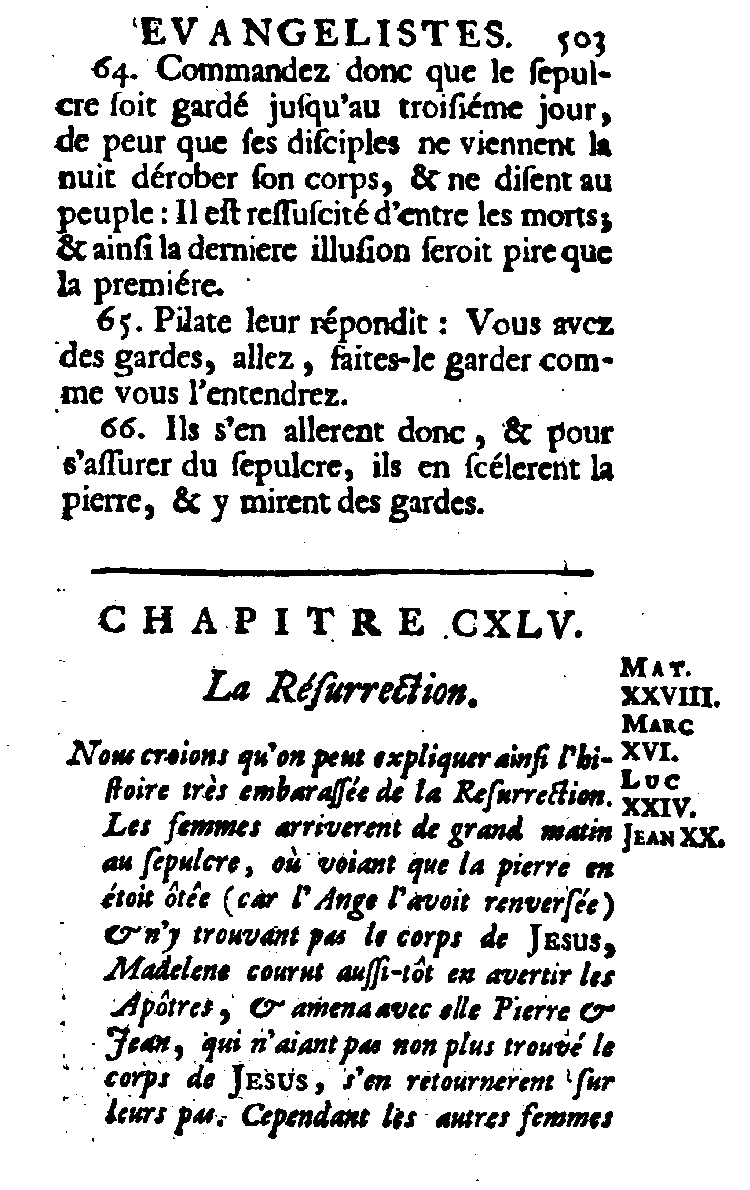 EVANGELISTES. 503
64. Commandez donc que le ſepul-
cre ſoit gardé juſqu'au troiſiéme jour,
de peur que ſes diſciples ne viennent la
nuit dérober ſon corps, & ne diſent au
peuple : Il eſt reſſuſcité d'entre les morts;
& ainſi la derniere illuſion ſeroit pire que
la premiére.
65. Pilate leur répondit : Vous avez
des gardes, allez, faites-le garder com-
me vous l'entendrez.
66. Ils s'en allerent donc, & pour
s'aſſurer du ſepulcre, ils en ſcélerent la
pierre, & y mirent des gardes.
CHAPITRE CXLV.
La Réſurrection.
MAT.
XXVIII.
MARC
XVI.
LUC
XXIV.
JEAN XX.
Nous croions qu'on peut expliquer ainſi l'hi-
ſtoire très embaraſſée de la Reſurrection.
Les femmes arriverent de grand matin
au ſepulcre, où voiant que la pierre en
étoit ôtée (car l'Ange l'avoit renverſée)
& n'y trouvant pas le corps de JESUS,
Madelene courut auſſi-tôt en avertir les
Apôtres, & amena avec elle Pierre &
Jean, qui n'aiant pas non plus trouvé le
corps de JESUS, s'en retournerent ſur
leurs pas. Cependant les autres femmes